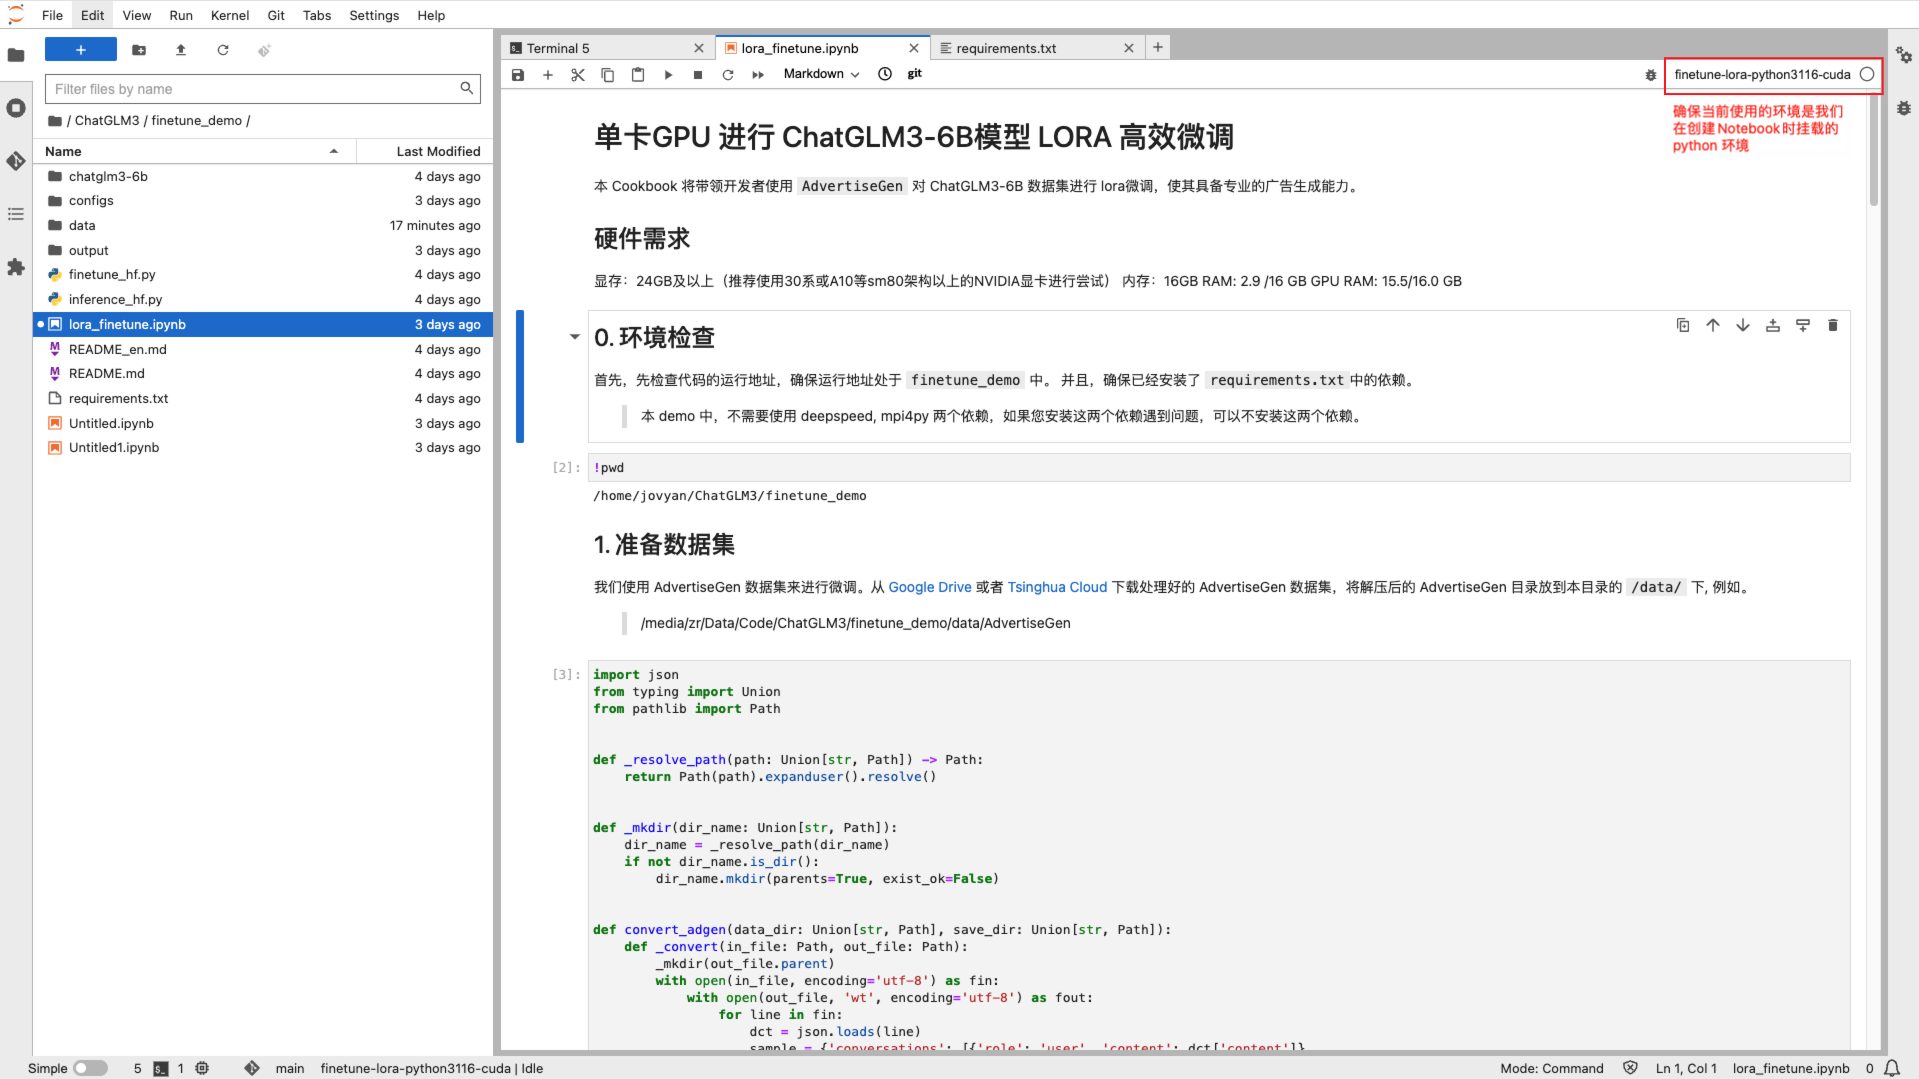 File Edit View Run Kernel Git Tabs Settings Help
+
Filter files by name
/ ChatGLM3 / finetune_demo /
Name Last Modified
chatglm3-6b 4 days ago
configs 3 days ago
data 17 minutes ago
output 3 days ago
finetune_hf.py 4 days ago
inference_hf.py 4 days ago
lora_finetune.ipynb 3 days ago
README_en.md 4 days ago
README.md 4 days ago
requirements.txt 4 days ago
Untitled.ipynb 3 days ago
Untitled1.ipynb 3 days ago
Terminal 5 lora_finetune.ipynb requirements.txt
Markdown git finetune-lora-python3116-cuda
确保当前使用的环境是我们
在创建Notebook时挂载的
python 环境
单卡GPU 进行 ChatGLM3-6B模型 LORA 高效微调
本 Cookbook 将带领开发者使用 AdvertiseGen 对 ChatGLM3-6B 数据集进行 lora微调，使其具备专业的广告生成能力。
硬件需求
显存：24GB及以上（推荐使用30系或A10等sm80架构以上的NVIDIA显卡进行尝试） 内存：16GB RAM: 2.9 /16 GB GPU RAM: 15.5/16.0 GB
0. 环境检查
首先，先检查代码的运行地址，确保运行地址处于 finetune_demo 中。 并且，确保已经安装了 requirements.txt中的依赖。
本 demo 中，不需要使用 deepspeed, mpi4py 两个依赖，如果您安装这两个依赖遇到问题，可以不安装这两个依赖。
[2]: !pwd
/home/jovyan/ChatGLM3/finetune_demo
1. 准备数据集
我们使用 AdvertiseGen 数据集来进行微调。从 Google Drive 或者 Tsinghua Cloud 下载处理好的 AdvertiseGen 数据集，将解压后的 AdvertiseGen 目录放到本目录的 /data/ 下, 例如。
/media/zr/Data/Code/ChatGLM3/finetune_demo/data/AdvertiseGen
[3]: import json
from typing import Union
from pathlib import Path
def _resolve_path(path: Union[str, Path]) -> Path:
return Path(path).expanduser().resolve()
def _mkdir(dir_name: Union[str, Path]):
dir_name = _resolve_path(dir_name)
if not dir_name.is_dir():
dir_name.mkdir(parents=True, exist_ok=False)
def convert_adgen(data_dir: Union[str, Path], save_dir: Union[str, Path]):
def _convert(in_file: Path, out_file: Path):
_mkdir(out_file.parent)
with open(in_file, encoding='utf-8') as fin:
with open(out_file, 'wt', encoding='utf-8') as fout:
for line in fin:
dct = json.loads(line)
sample = {'conversations': [{'role': 'user', 'content': dct['content']}
Simple 5 1 main finetune-lora-python3116-cuda | Idle Mode: Command Ln 1, Col 1 lora_finetune.ipynb 0